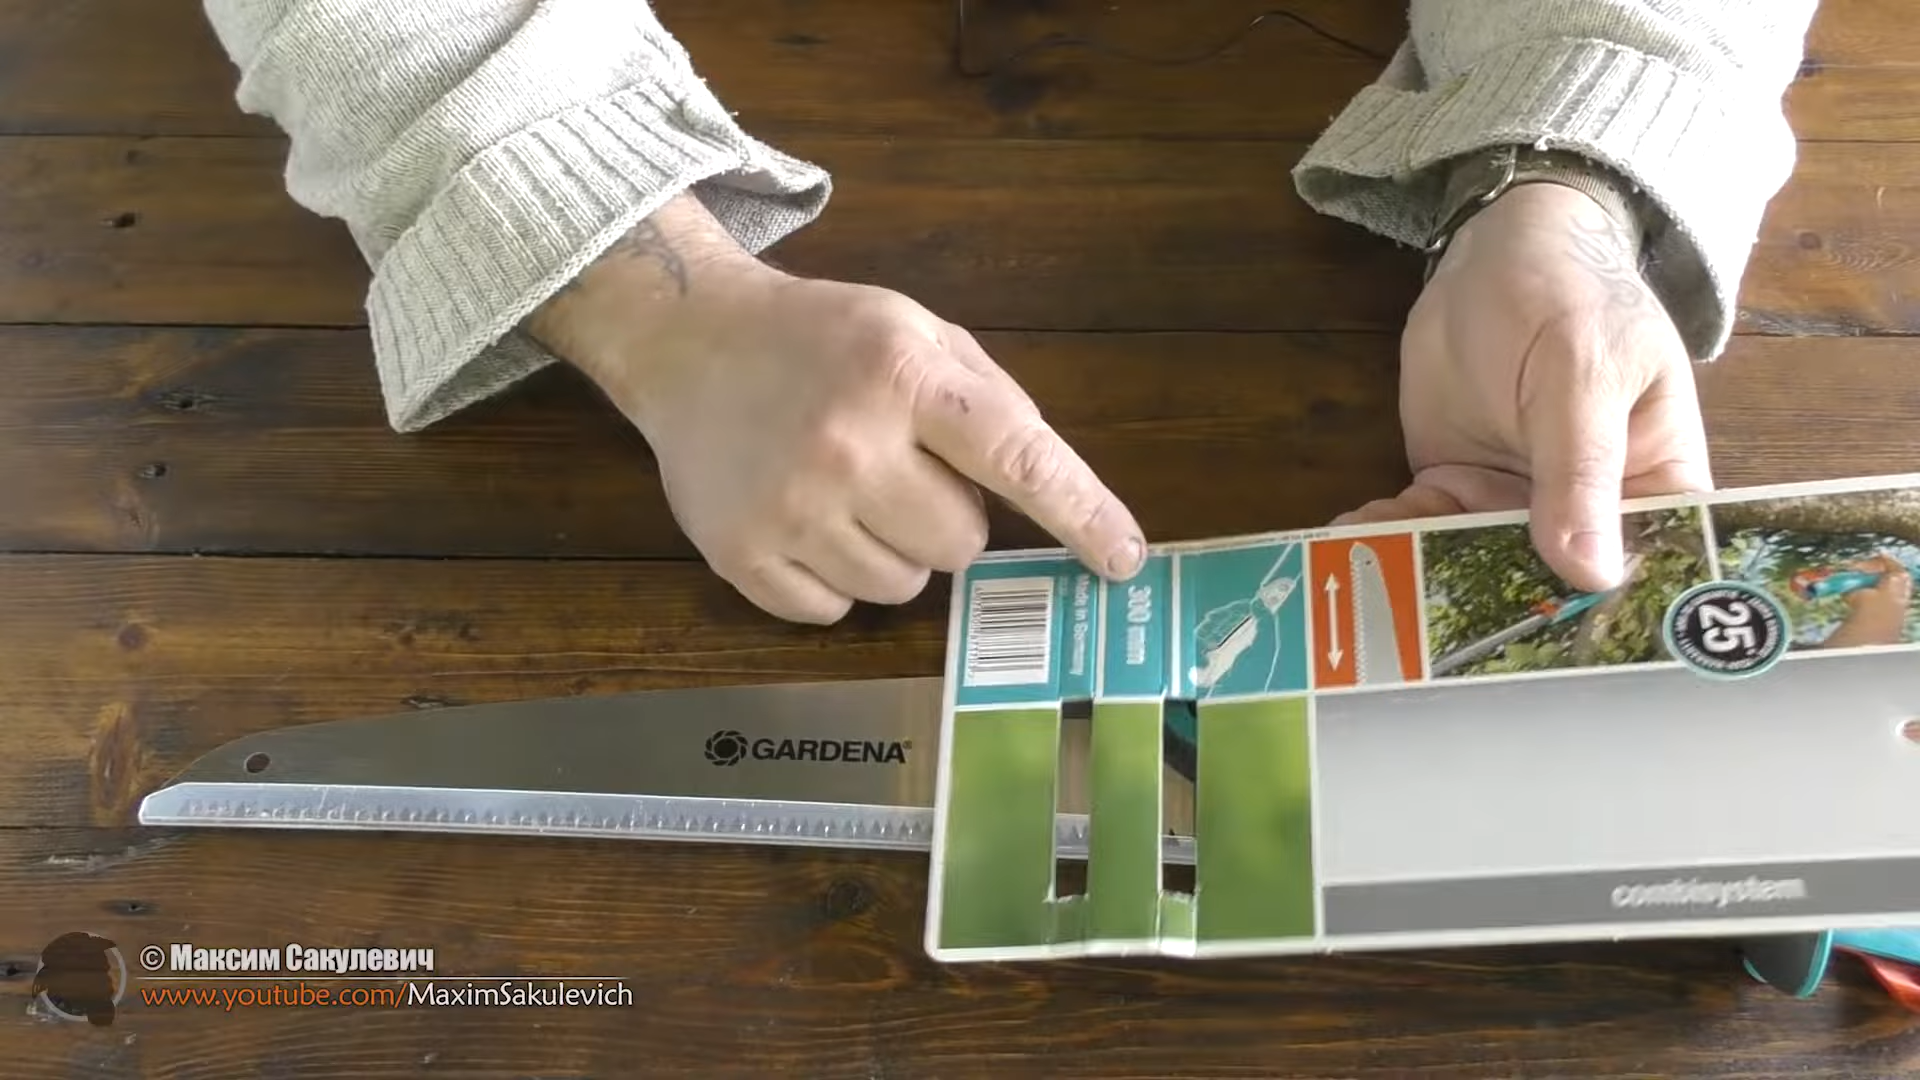 Made in Germany
300 mm
25
GARDENA®
combisystem
© Максим Сакулевич
www.youtube.com/MaximSakulevich